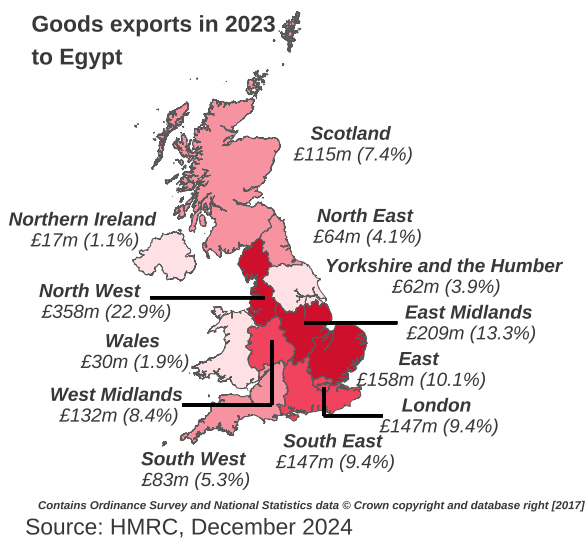 Goods exports in 2023
to Egypt
Scotland
£115m (7.4%)
Northern Ireland
£17m (1.1%)
North East
£64m (4.1%)
Yorkshire and the Humber
£62m (3.9%)
North West
£358m (22.9%)
East Midlands
£209m (13.3%)
Wales
£30m (1.9%)
East
£158m (10.1%)
West Midlands
£132m (8.4%)
London
£147m (9.4%)
South East
£147m (9.4%)
South West
£83m (5.3%)
Contains Ordinance Survey and National Statistics data © Crown copyright and database right [2017]
Source: HMRC, December 2024